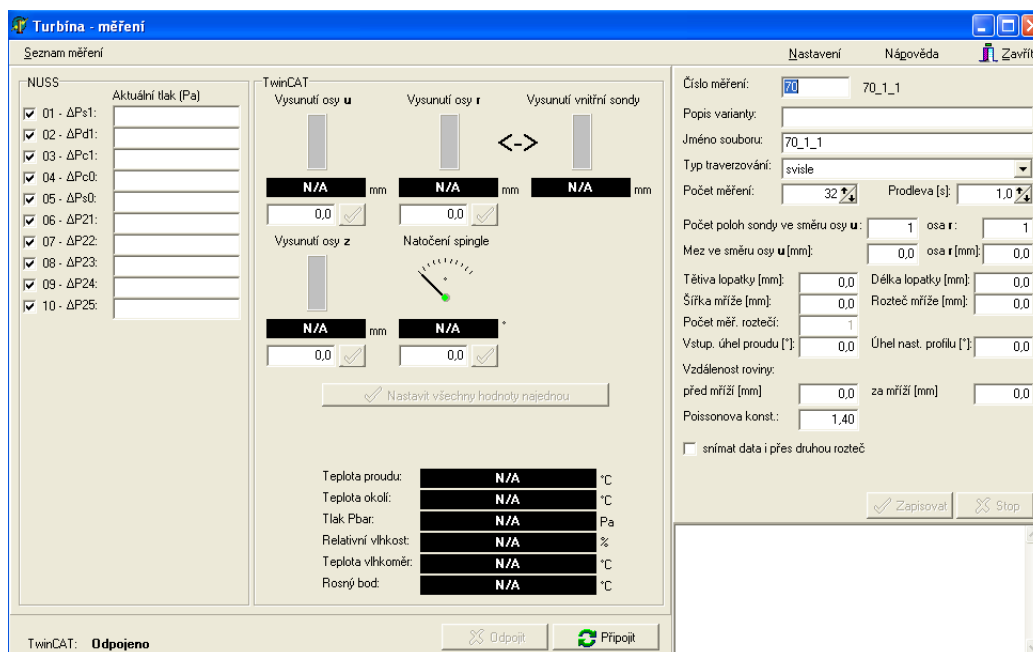 Turbína - měření
Seznam měření
Nastavení
Nápověda
Zavřít
NUSS
Aktuální tlak (Pa)
01 - ΔPs1:
02 - ΔPd1:
03 - ΔPc1:
04 - ΔPc0:
05 - ΔPs0:
06 - ΔP21:
07 - ΔP22:
08 - ΔP23:
09 - ΔP24:
10 - ΔP25:
TwinCAT
Vysunutí osy u
Vysunutí osy r
Vysunutí vnitřní sondy
<->
N/A mm
N/A mm
N/A mm
0,0
0,0
Vysunutí osy z
Natočení spingle
°
N/A mm
N/A °
0,0
0,0
Nastavit všechny hodnoty najednou
Teplota proudu: N/A °C
Teplota okolí: N/A °C
Tlak Pbar: N/A Pa
Relativní vlhkost: N/A %
Teplota vlhkoměr: N/A °C
Rosný bod: N/A °C
TwinCAT: Odpojeno
Odpojit
Připojit
Číslo měření: 70 70_1_1
Popis varianty:
Jméno souboru: 70_1_1
Typ traverzování: svisle
Počet měření: 32 Prodleva [s]: 1,0
Počet poloh sondy ve směru osy u: 1 osa r: 1
Mez ve směru osy u [mm]: 0,0 osa r [mm]: 0,0
Tětiva lopatky [mm]: 0,0 Délka lopatky [mm]: 0,0
Šířka mříže [mm]: 0,0 Rozteč mříže [mm]: 0,0
Počet měř. roztečí: 1
Vstup. úhel proudu [°]: 0,0 Úhel nast. profilu [°]: 0,0
Vzdálenost roviny:
před mříží [mm] 0,0 za mříží [mm] 0,0
Poissonova konst.: 1,40
snímat data i přes druhou rozteč
Zapisovat
Stop